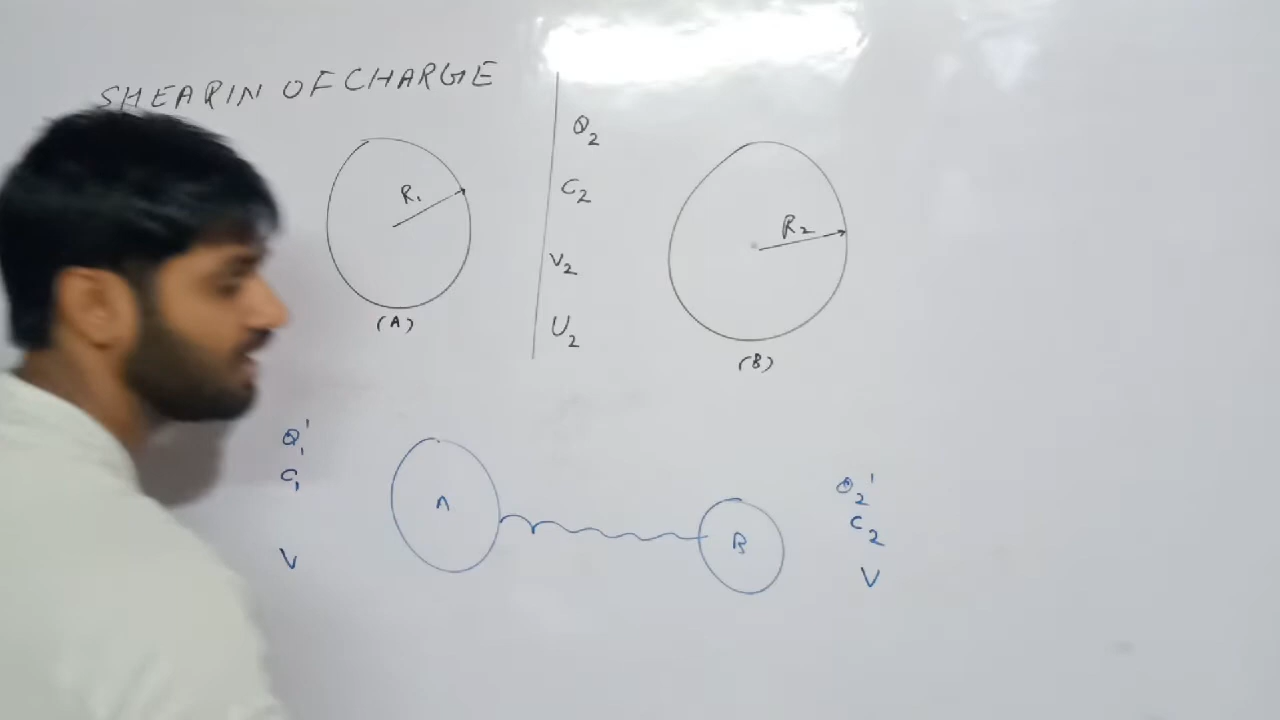 SHEARIN OF CHARGE
R₁
(A)
Q₂
C₂
V₂
U₂
R₂
(B)
Q₁'
C₁
V
A
B
Q₂'
C₂
V